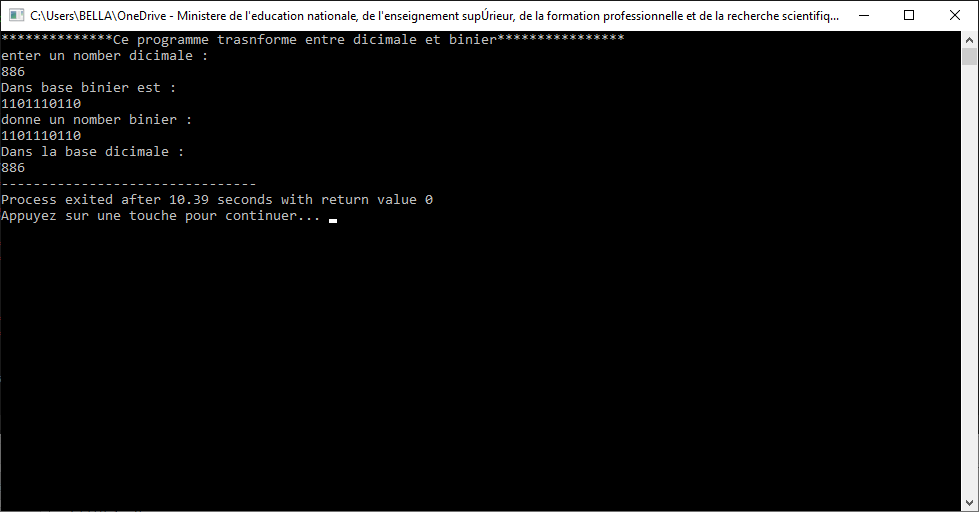 C:\Users\BELLA\OneDrive - Ministere de l'education nationale, de l'enseignement supÚrieur, de la formation professionnelle et de la recherche scientifiq...
**************Ce programme trasnforme entre dicimale et binier****************
enter un nomber dicimale :
886
Dans base binier est :
1101110110
donne un nomber binier :
1101110110
Dans la base dicimale :
886
--------------------------------
Process exited after 10.39 seconds with return value 0
Appuyez sur une touche pour continuer...